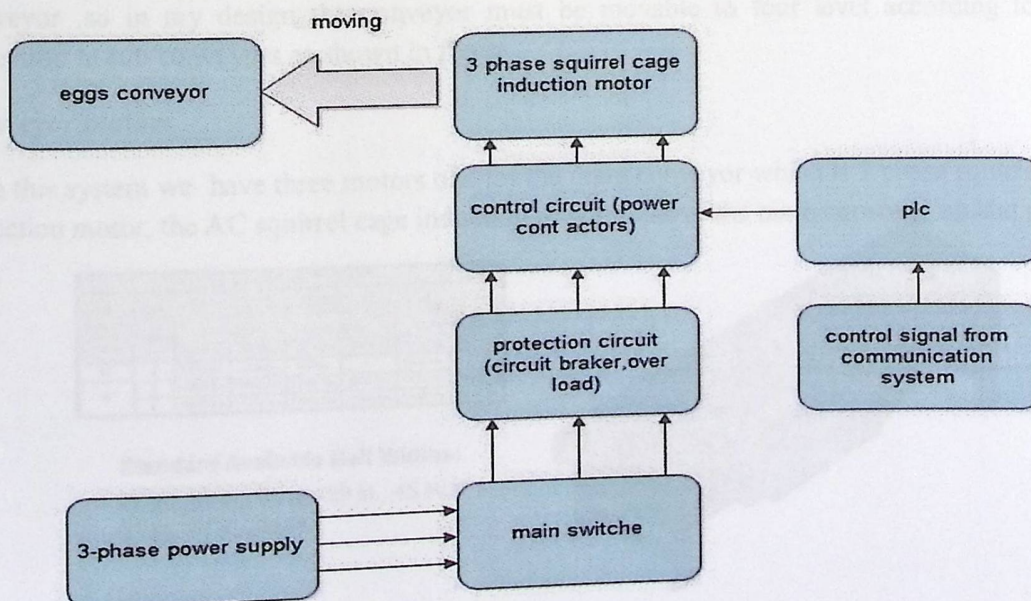 moving
eggs conveyor
3 phase squirrel cage
induction motor
control circuit (power
cont actors)
plc
protection circuit
(circuit braker,over
load)
control signal from
communication
system
3-phase power supply
main switche